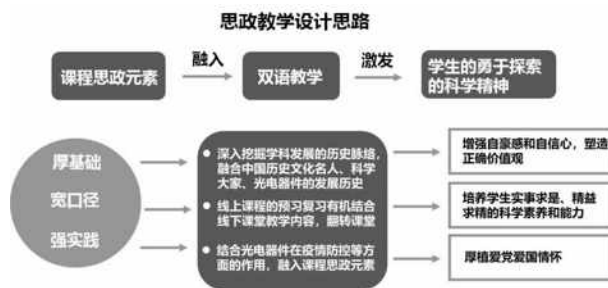 思政教学设计思路
课程思政元素
融入
双语教学
激发
学生的勇于探索
的科学精神
厚基础
宽口径
强实践
深入挖掘学科发展的历史脉络,
融合中国历史文化名人、科学
大家、光电器件的发展历史
线上课程的预习复习有机结合
线下课堂教学内容,翻转课堂
结合光电器件在疫情防控等方
面的作用,融入课程思政元素
增强自豪感和自信心,塑造
正确价值观
培养学生实事求是、精益
求精的科学素养和能力
厚植爱党爱国情怀